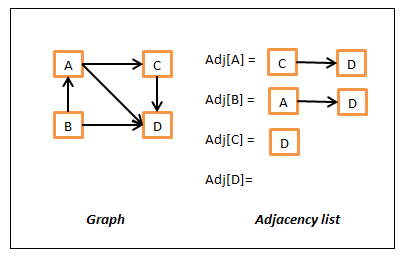 A C
B D
Adj[A] = C D
Adj[B] = A D
Adj[C] = D
Adj[D]=
Graph Adjacency list